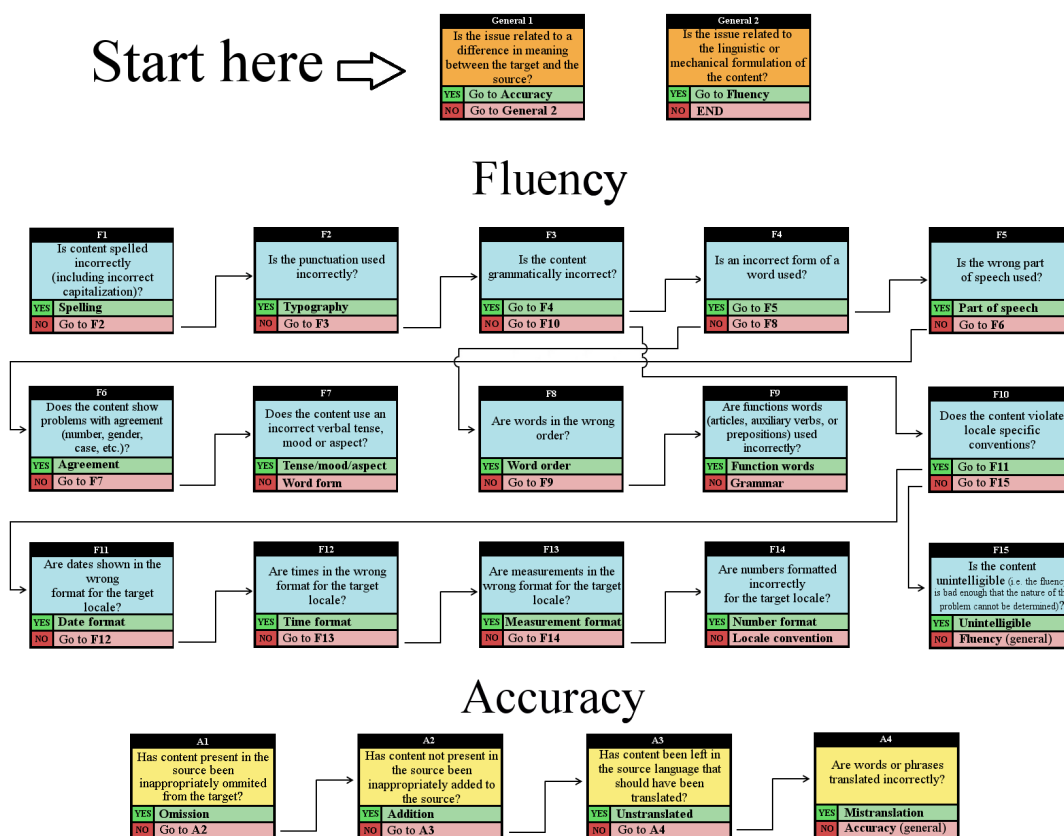 Start here
General 1
Is the issue related to a
difference in meaning
between the target and the
source?
YES Go to Accuracy
NO Go to General 2
General 2
Is the issue related to
the linguistic or
mechanical formulation of
the content?
YES Go to Fluency
NO END
Fluency
F1
Is content spelled
incorrectly
(including incorrect
capitalization)?
YES Spelling
NO Go to F2
F2
Is the punctuation used
incorrectly?
YES Typography
NO Go to F3
F3
Is the content
grammatically incorrect?
YES Go to F4
NO Go to F10
F4
Is an incorrect form of a
word used?
YES Go to F5
NO Go to F8
F5
Is the wrong part
of speech used?
YES Part of speech
NO Go to F6
F6
Does the content show
problems with agreement
(number, gender,
case, etc.)?
YES Agreement
NO Go to F7
F7
Does the content use an
incorrect verbal tense,
mood or aspect?
YES Tense/mood/aspect
NO Word form
F8
Are words in the wrong
order?
YES Word order
NO Go to F9
F9
Are functions words
(articles, auxiliary verbs, or
prepositions) used
incorrectly?
YES Function words
NO Grammar
F10
Does the content violate
locale specific
conventions?
YES Go to F11
NO Go to F15
F11
Are dates shown in the
wrong
format for the target
locale?
YES Date format
NO Go to F12
F12
Are times in the wrong
format for the target
locale?
YES Time format
NO Go to F13
F13
Are measurements in
the wrong format for the target
locale?
YES Measurement format
NO Go to F14
F14
Are numbers formatted
incorrectly
for the target locale?
YES Number format
NO Locale convention
F15
Is the content
unintelligible (i.e. the fluency
is bad enough that the nature of the
problem cannot be determined)?
YES Unintelligible
NO Fluency (general)
Accuracy
A1
Has content present in the
source been
inappropriately ommited
from the target?
YES Omission
NO Go to A2
A2
Has content not present in
the source been
inappropriately added to
the source?
YES Addition
NO Go to A3
A3
Has content been left in
the source language that
should have been
translated?
YES Unstranslated
NO Go to A4
A4
Are words or phrases
translated incorrectly?
YES Mistranslation
NO Accuracy (general)